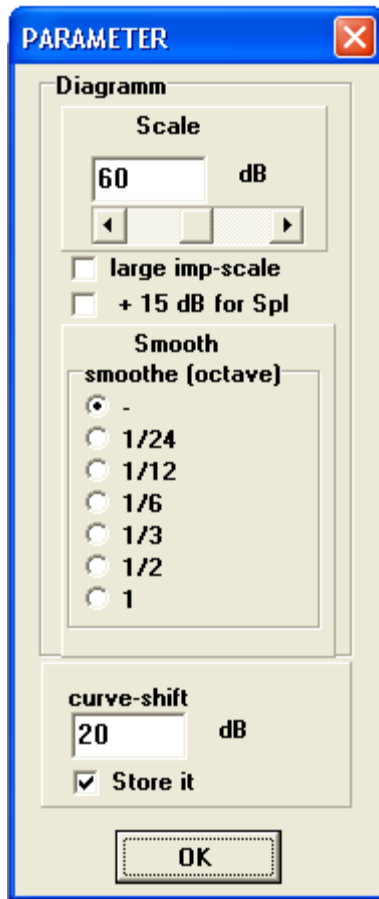 PARAMETER
Diagramm
Scale
60 dB
large imp-scale
+ 15 dB for Spl
Smooth
smoothe (octave)
-
1/24
1/12
1/6
1/3
1/2
1
curve-shift
20 dB
Store it
OK